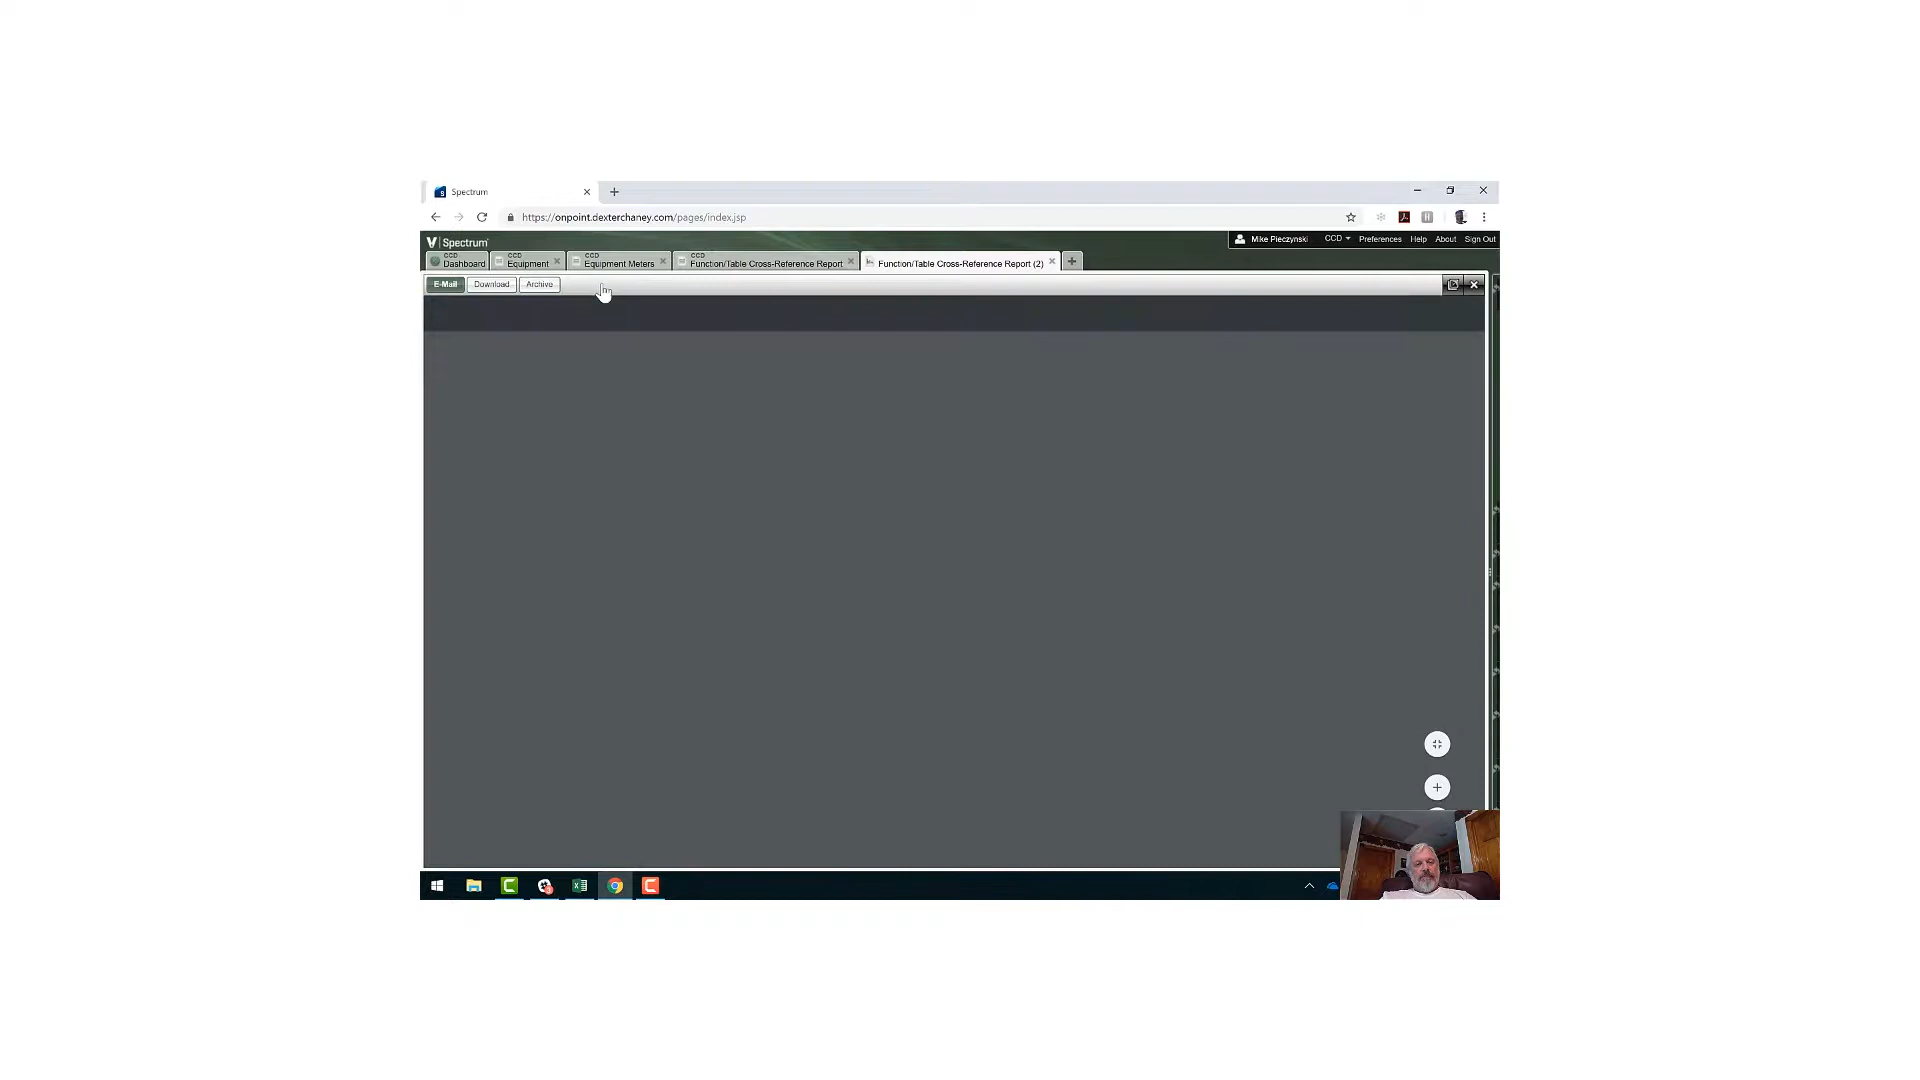 Spectrum
https://onpoint.dexterchaney.com/pages/index.jsp
V Spectrum
Mike Pieczynski CCD Preferences Help About Sign Out
CCD Dashboard
CCD Equipment
CCD Equipment Meters
CCD Function/Table Cross-Reference Report
Function/Table Cross-Reference Report (2)
E-Mail Download Archive